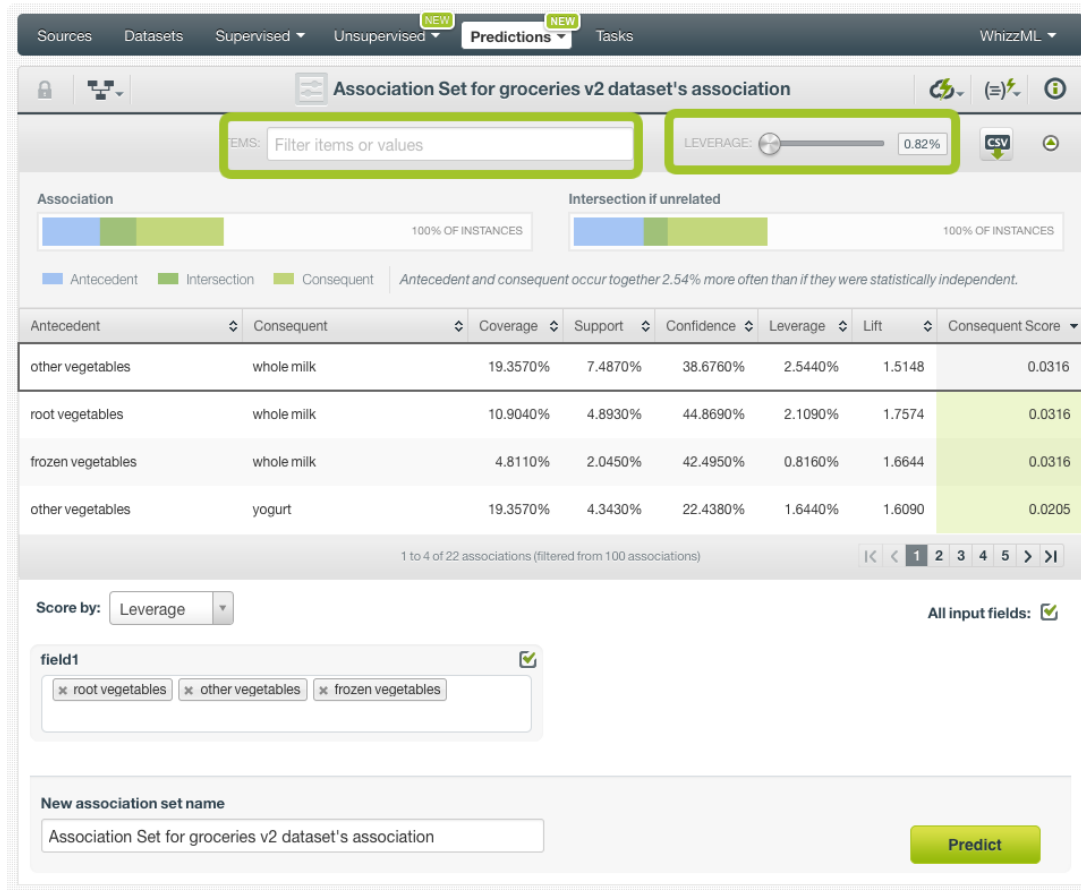 NEW NEW
Sources Datasets Supervised Unsupervised Predictions Tasks WhizzML
Association Set for groceries v2 dataset's association
EMS: Filter items or values LEVERAGE: 0.82% CSV
Association Intersection if unrelated
100% OF INSTANCES 100% OF INSTANCES
Antecedent Intersection Consequent Antecedent and consequent occur together 2.54% more often than if they were statistically independent.
Antecedent Consequent Coverage Support Confidence Leverage Lift Consequent Score
other vegetables whole milk 19.3570% 7.4870% 38.6760% 2.5440% 1.5148 0.0316
root vegetables whole milk 10.9040% 4.8930% 44.8690% 2.1090% 1.7574 0.0316
frozen vegetables whole milk 4.8110% 2.0450% 42.4950% 0.8160% 1.6644 0.0316
other vegetables yogurt 19.3570% 4.3430% 22.4380% 1.6440% 1.6090 0.0205
1 to 4 of 22 associations (filtered from 100 associations) 1 2 3 4 5
Score by: Leverage All input fields:
field1
root vegetables other vegetables frozen vegetables
New association set name
Association Set for groceries v2 dataset's association
Predict